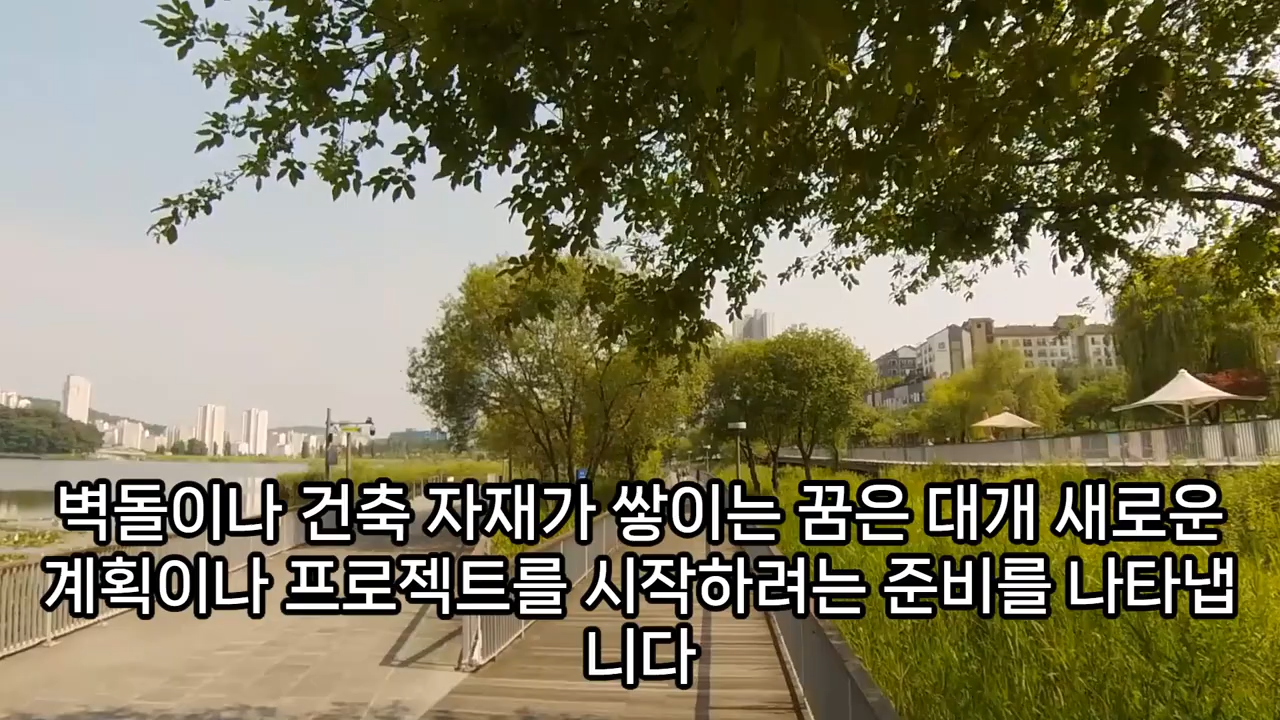 벽돌이나 건축 자재가 쌓이는 꿈은 대개 새로운
계획이나 프로젝트를 시작하려는 준비를 나타냅
니다